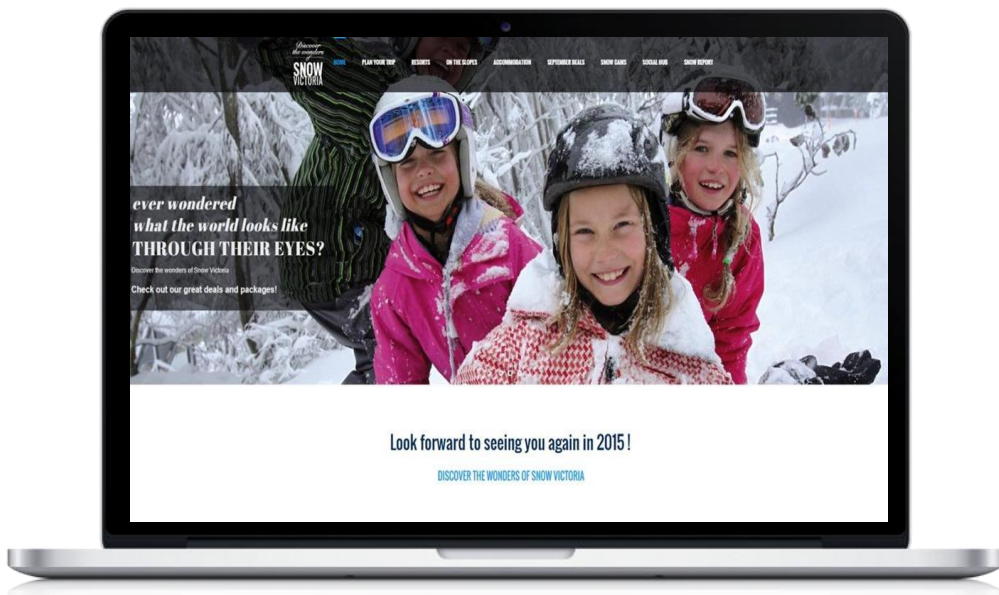 Discover
the wonders
SNOW
VICTORIA
HOME PLAN YOUR TRIP RESORTS ON THE SLOPES ACCOMMODATION SEPTEMBER DEALS SNOW CAMS SOCIAL HUB SNOW REPORT
ever wondered
what the world looks like
THROUGH THEIR EYES?
Discover the wonders of Snow Victoria
Check out our great deals and packages!
Look forward to seeing you again in 2015 !
DISCOVER THE WONDERS OF SNOW VICTORIA